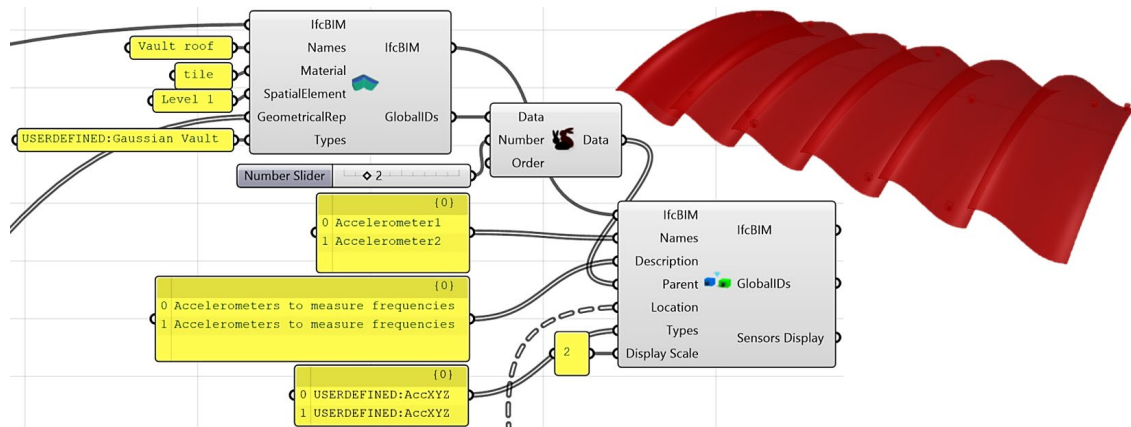 IfcBIM
Names
Material
SpatialElement
GeometricalRep
Types
IfcBIM
GlobalIDs
Vault roof
tile
Level 1
USERDEFINED:Gaussian Vault
Number Slider
2
Data
Number
Order
Data
{0}
0 Accelerometer1
1 Accelerometer2
{0}
0 Accelerometers to measure frequencies
1 Accelerometers to measure frequencies
{0}
0 USERDEFINED:AccXYZ
1 USERDEFINED:AccXYZ
2
IfcBIM
Names
Description
Parent
Location
Types
Display Scale
IfcBIM
GlobalIDs
Sensors Display